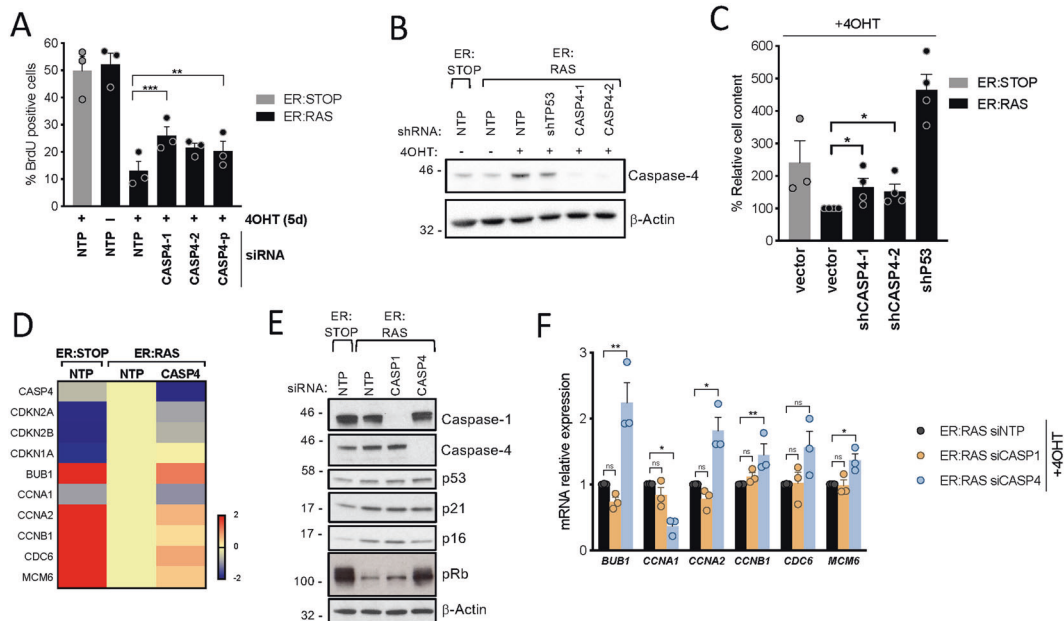 A
% BrdU positive cells
60
50
40
30
20
10
0
**
***
ER:STOP
ER:RAS
+ – + + + + 4OHT (5d)
NTP NTP NTP CASP4-1 CASP4-2 CASP4-p siRNA
B
ER: STOP
ER: RAS
shRNA: NTP NTP NTP shTP53 CASP4-1 CASP4-2
4OHT: - - + + + +
46 - Caspase-4
32 - β-Actin
C
+4OHT
% Relative cell content
600
500
400
300
200
100
0
*
*
ER:STOP
ER:RAS
vector vector shCASP4-1 shCASP4-2 shP53
D
ER:STOP ER:RAS
NTP NTP CASP4
CASP4
CDKN2A
CDKN2B
CDKN1A
BUB1
CCNA1
CCNA2
CCNB1
CDC6
MCM6
2
0
-2
E
ER: STOP
ER: RAS
siRNA: NTP NTP CASP1 CASP4
46 - Caspase-1
46 - Caspase-4
58 - p53
17 - p21
17 - p16
100 - pRb
32 - β-Actin
F
mRNA relative expression
3
2
1
0
** ns
* ns
* ns
** ns
ns ns
* ns
BUB1 CCNA1 CCNA2 CCNB1 CDC6 MCM6
ER:RAS siNTP
ER:RAS siCASP1
ER:RAS siCASP4
+4OHT